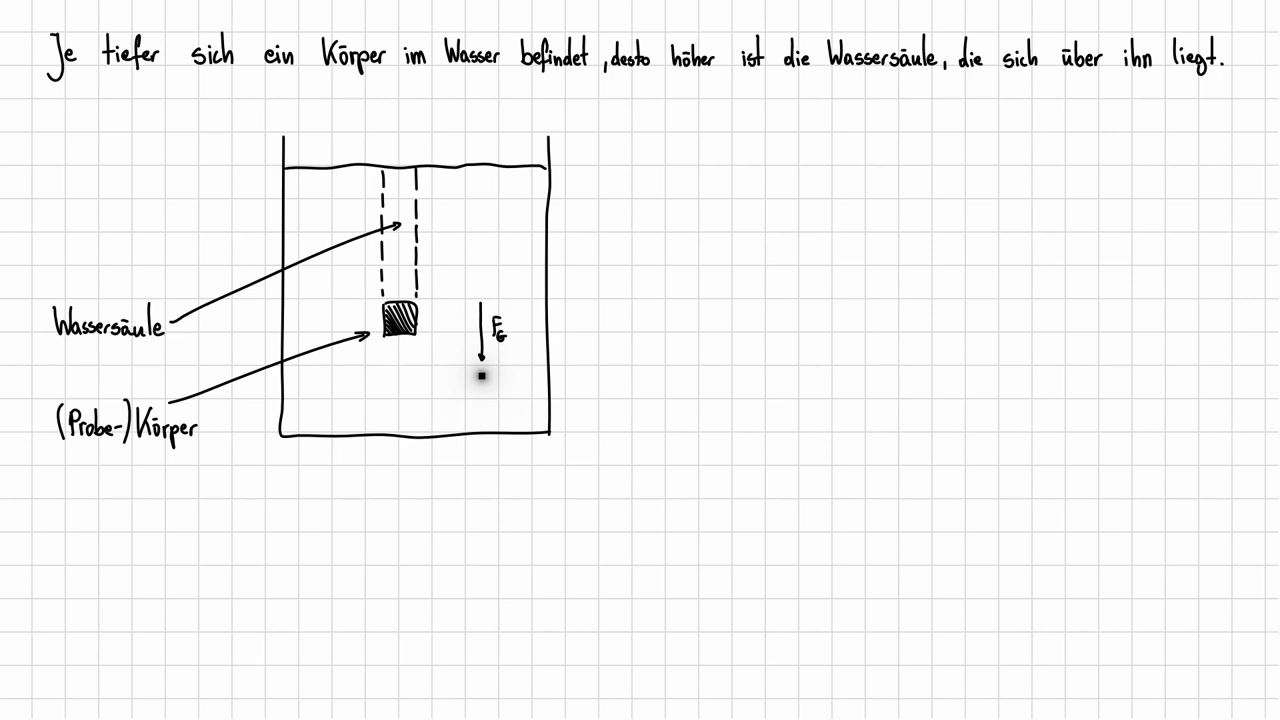 Je tiefer sich ein Körper im Wasser befindet, desto höher ist die Wassersäule, die sich über ihn liegt.
Wassersäule
F_G
(Probe-)Körper